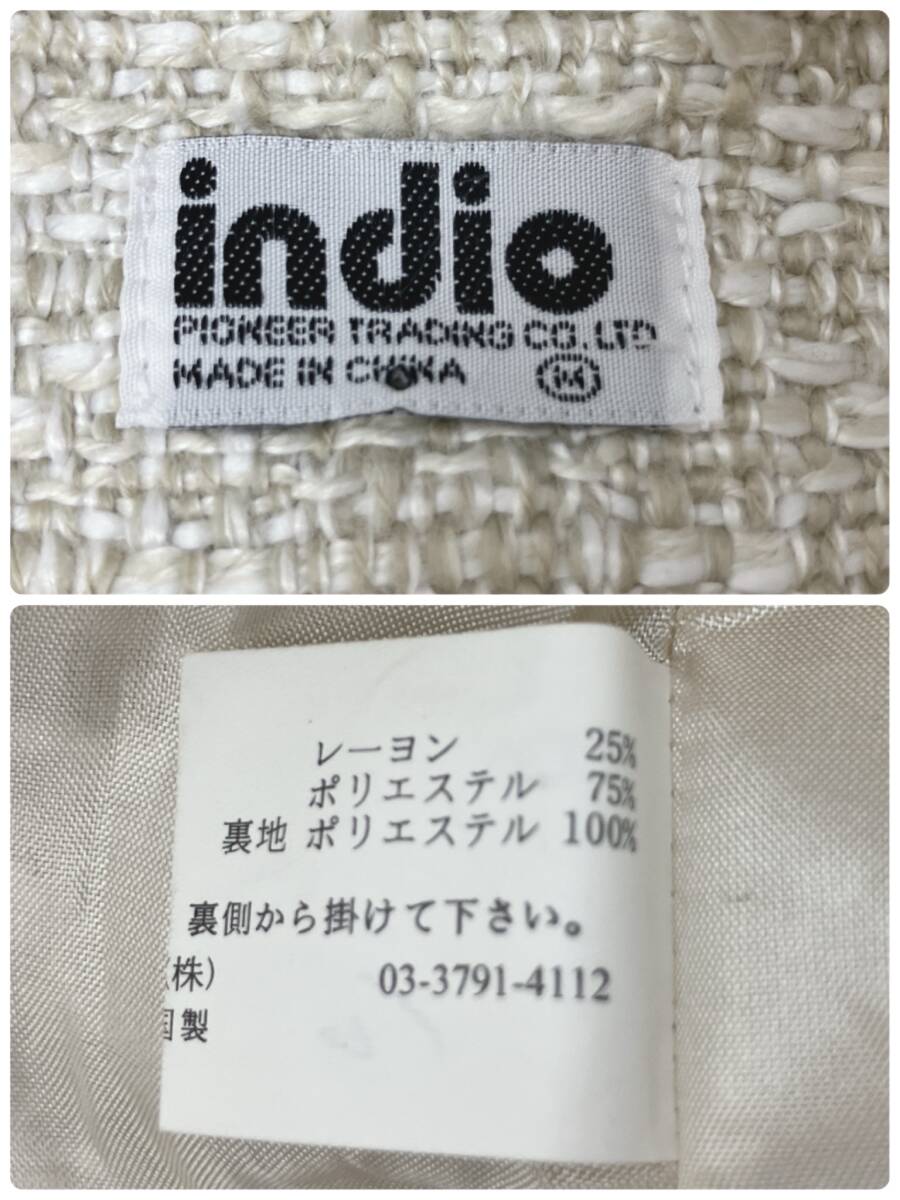 indio
PIONEER TRADING CO.,LTD
MADE IN CHINA
レーヨン 25%
ポリエステル 75%
裏地 ポリエステル 100%
裏側から掛けて下さい。
(株) 03-3791-4112
国製